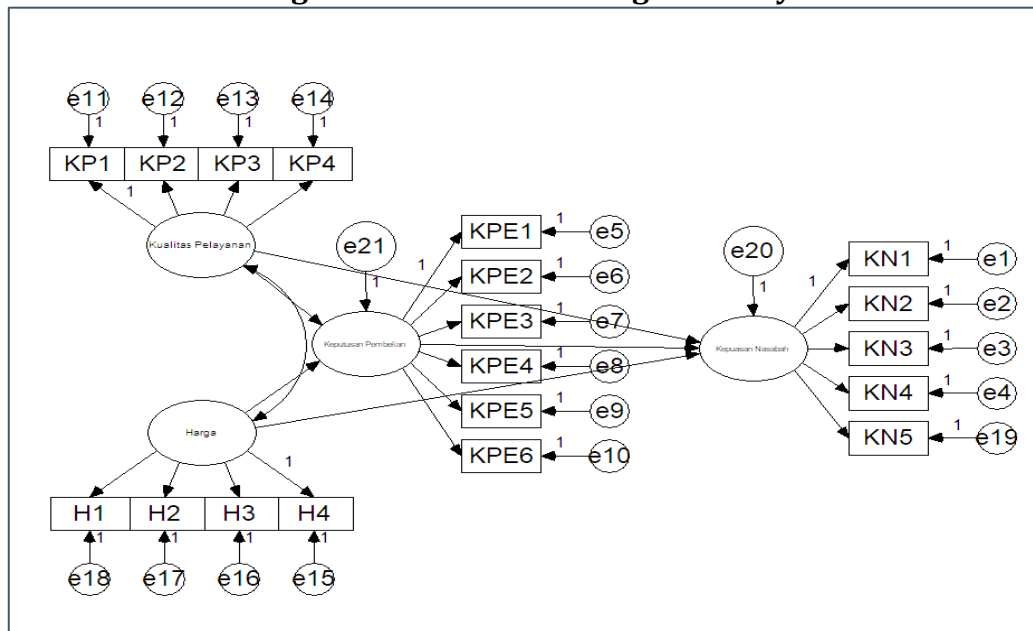 e11 e12 e13 e14
1 1 1 1
KP1 KP2 KP3 KP4
1
Kualitas Pelayanan
e21
1
KPE1 1 e5
1
KPE2 1 e6
KPE3 1 e7
KPE4 1 e8
KPE5 1 e9
KPE6 1 e10
Keputusan Pembelian
e20
1
Kepuasan Nasabah
1
KN1 1 e1
KN2 1 e2
KN3 1 e3
KN4 1 e4
KN5 1 e19
Harga
1
H1 H2 H3 H4
1 1 1 1
e18 e17 e16 e15